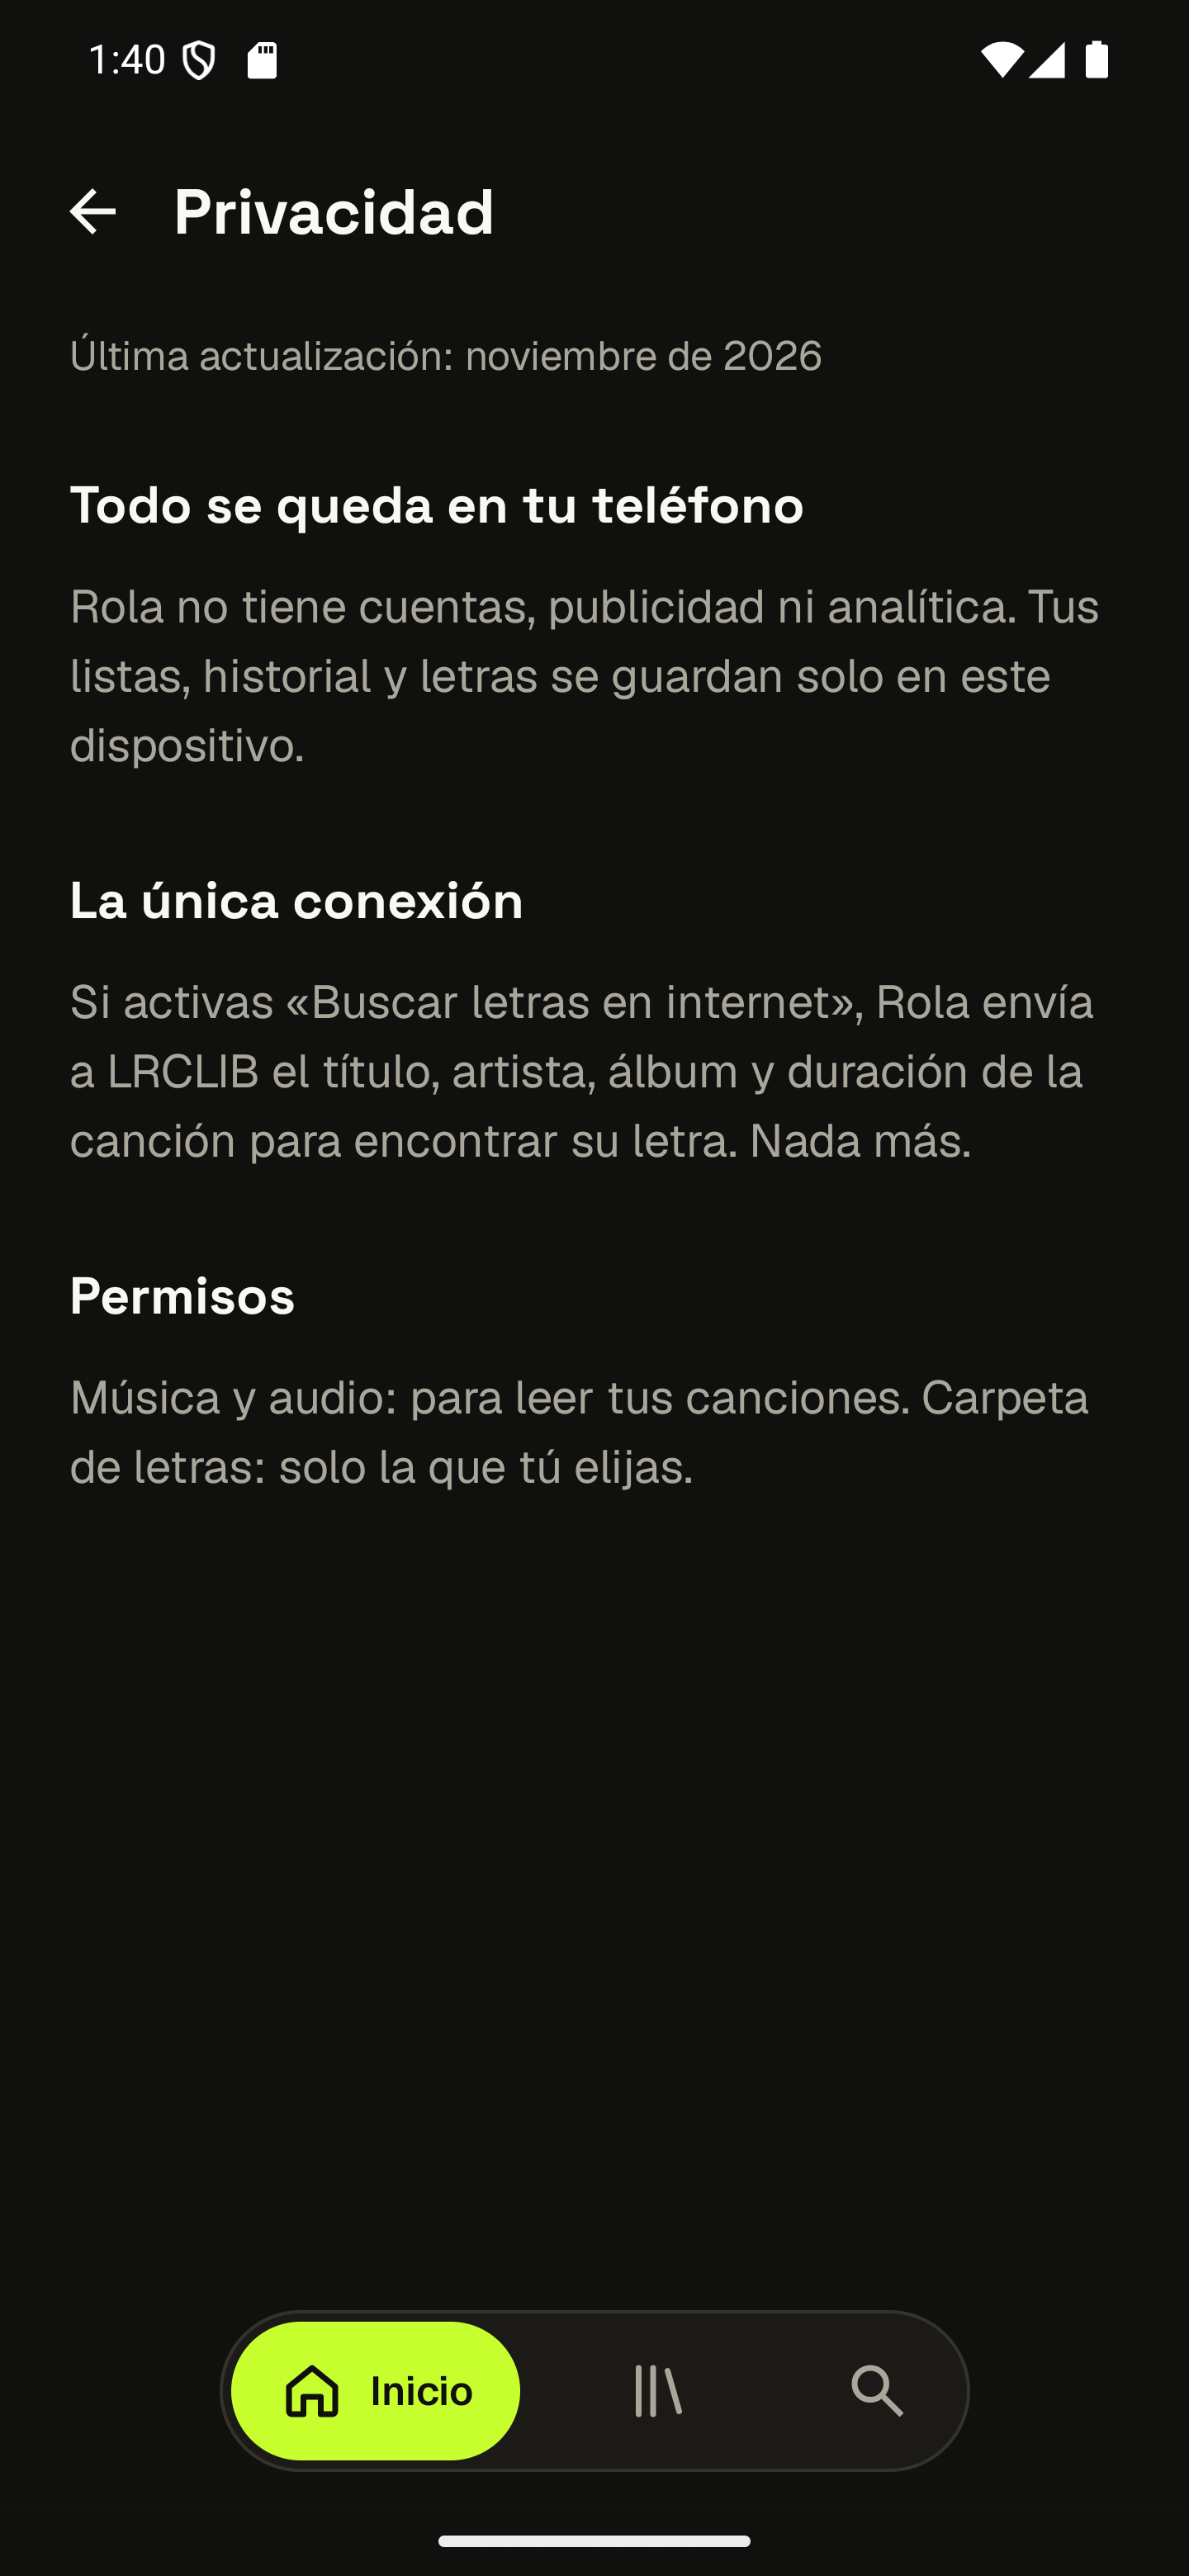 1:40
Privacidad
Última actualización: noviembre de 2026
Todo se queda en tu teléfono
Rola no tiene cuentas, publicidad ni analítica. Tus
listas, historial y letras se guardan solo en este
dispositivo.
La única conexión
Si activas «Buscar letras en internet», Rola envía
a LRCLIB el título, artista, álbum y duración de la
canción para encontrar su letra. Nada más.
Permisos
Música y audio: para leer tus canciones. Carpeta
de letras: solo la que tú elijas.
Inicio